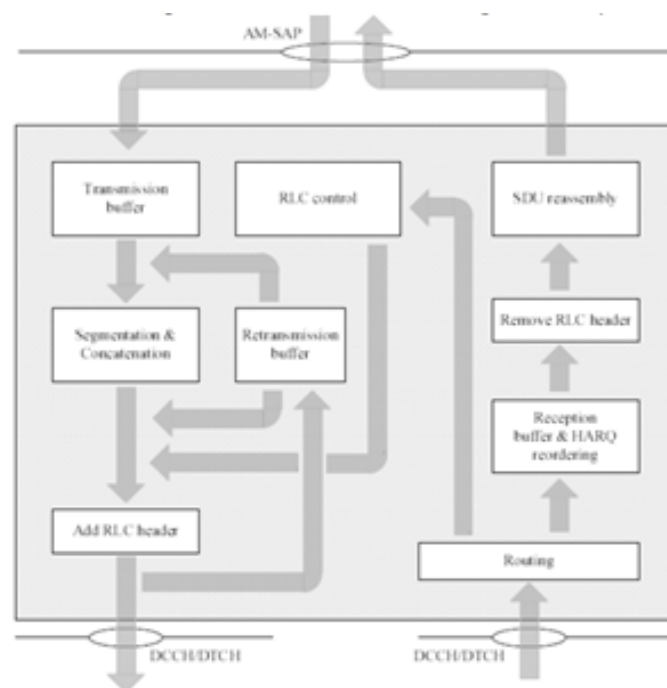 AM-SAP
Transmission
buffer
RLC control
SDU reassembly
Segmentation &
Concatenation
Retransmission
buffer
Remove RLC header
Reception
buffer & HARQ
reordering
Add RLC header
Routing
DCCH/DTCH
DCCH/DTCH